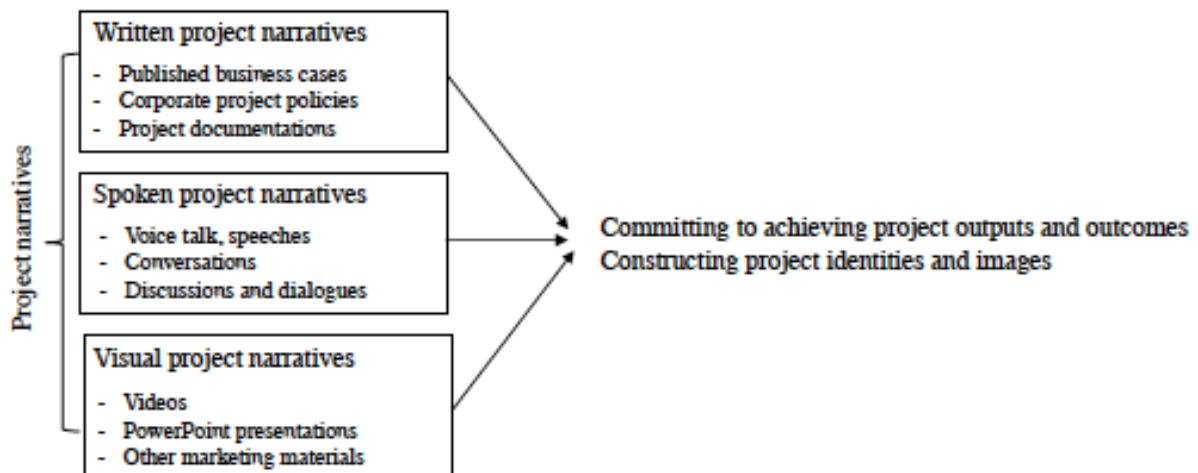 Project narratives
Written project narratives
- Published business cases
- Corporate project policies
- Project documentations
Spoken project narratives
- Voice talk, speeches
- Conversations
- Discussions and dialogues
Visual project narratives
- Videos
- PowerPoint presentations
- Other marketing materials
Committing to achieving project outputs and outcomes
Constructing project identities and images